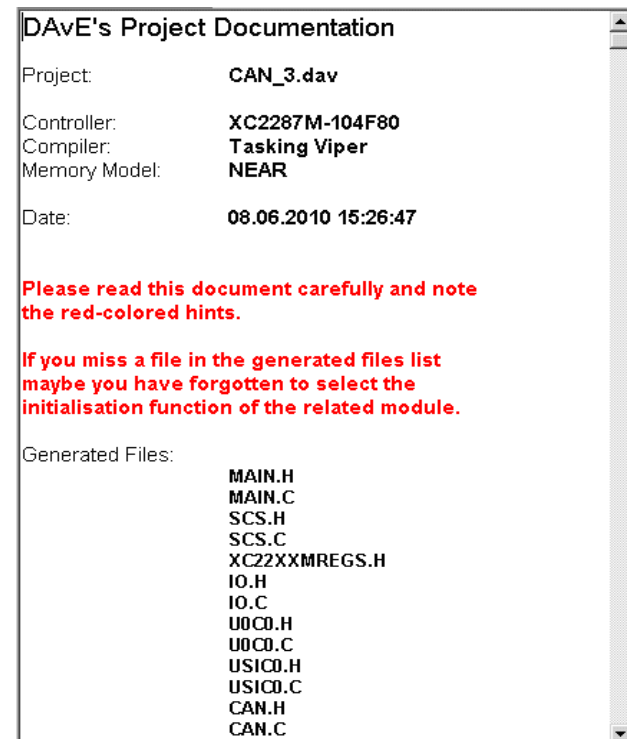 DAvE's Project Documentation
Project: CAN_3.dav
Controller: XC2287M-104F80
Compiler: Tasking Viper
Memory Model: NEAR
Date: 08.06.2010 15:26:47
Please read this document carefully and note
the red-colored hints.
If you miss a file in the generated files list
maybe you have forgotten to select the
initialisation function of the related module.
Generated Files:
MAIN.H
MAIN.C
SCS.H
SCS.C
XC22XXMREGS.H
IO.H
IO.C
U0C0.H
U0C0.C
USIC0.H
USIC0.C
CAN.H
CAN.C